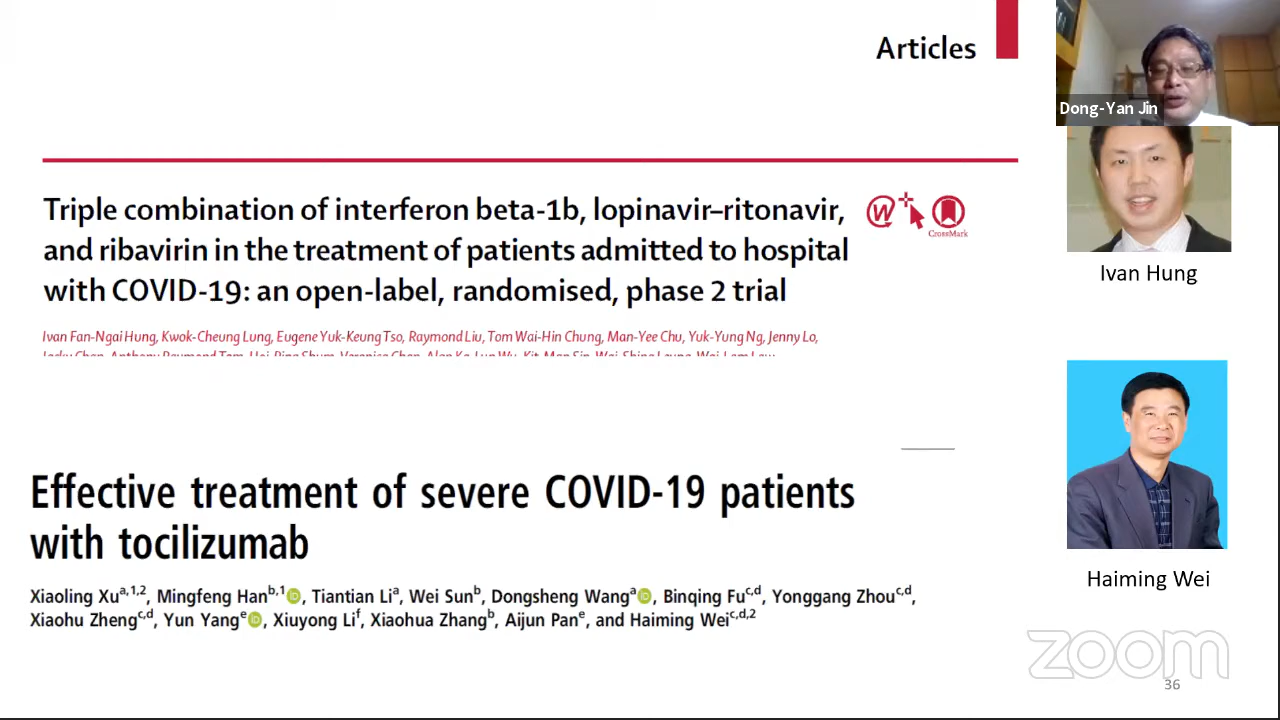 Articles
Dong-Yan Jin
Triple combination of interferon beta-1b, lopinavir–ritonavir,
and ribavirin in the treatment of patients admitted to hospital
with COVID-19: an open-label, randomised, phase 2 trial
CrossMark
Ivan Hung
Ivan Fan-Ngai Hung, Kwok-Cheung Lung, Eugene Yuk-Keung Tso, Raymond Liu, Tom Wai-Hin Chung, Man-Yee Chu, Yuk-Yung Ng, Jenny Lo,
Effective treatment of severe COVID-19 patients
with tocilizumab
Haiming Wei
Xiaoling Xua,1,2, Mingfeng Hanb,1, Tiantian Lia, Wei Sunb, Dongsheng Wanga, Binqing Fuc,d, Yonggang Zhouc,d,
Xiaohu Zhengc,d, Yun Yange, Xiuyong Lif, Xiaohua Zhangb, Aijun Pane, and Haiming Weic,d,2
zoom
36